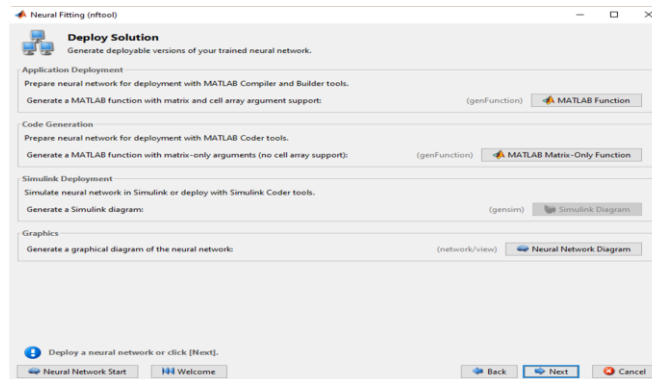 Neural Fitting (nftool)
Deploy Solution
Generate deployable versions of your trained neural network.
Application Deployment
Prepare neural network for deployment with MATLAB Compiler and Builder tools.
Generate a MATLAB function with matrix and cell array argument support: (genFunction) MATLAB Function
Code Generation
Prepare neural network for deployment with MATLAB Coder tools.
Generate a MATLAB function with matrix-only arguments (no cell array support): (genFunction) MATLAB Matrix-Only Function
Simulink Deployment
Simulate neural network in Simulink or deploy with Simulink Coder tools.
Generate a Simulink diagram: (gensim) Simulink Diagram
Graphics
Generate a graphical diagram of the neural network: (network/view) Neural Network Diagram
Deploy a neural network or click [Next].
Neural Network Start Welcome Back Next Cancel